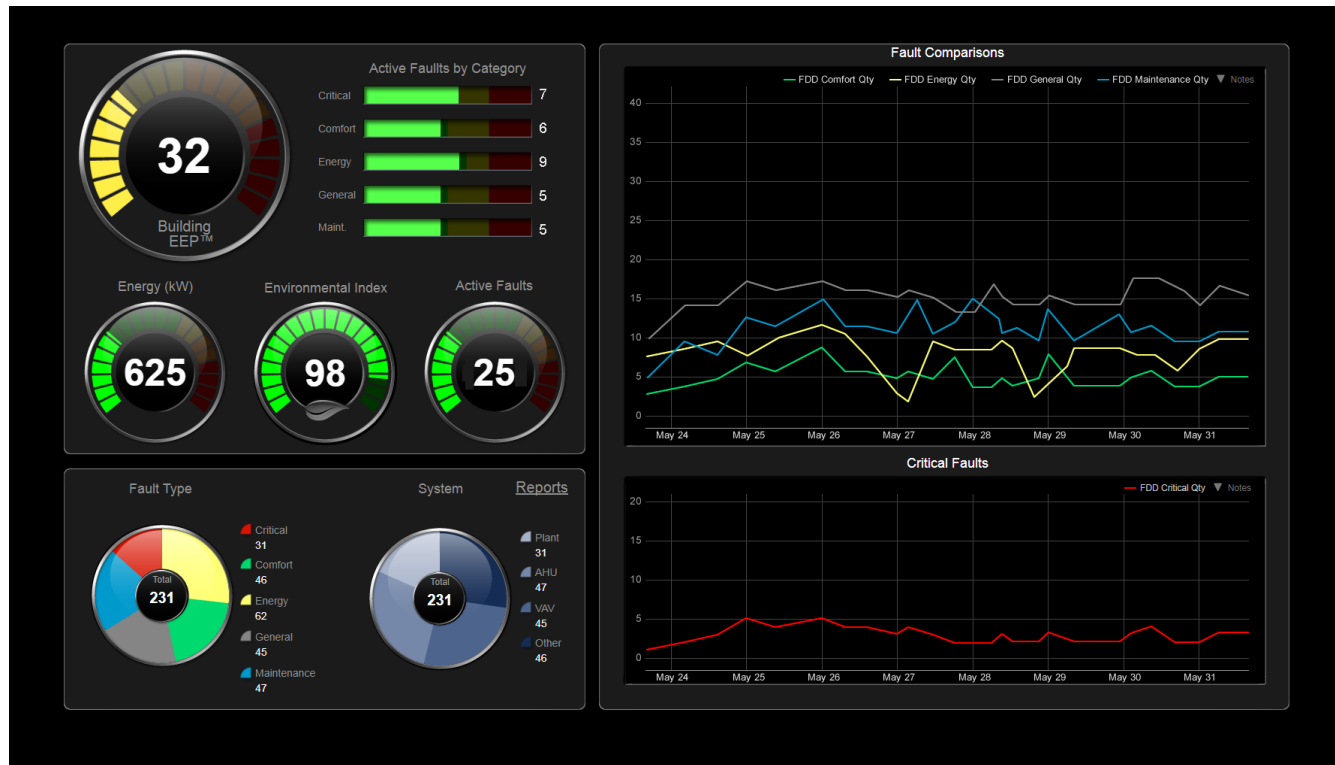 32
Building
EEP™
Active Faullts by Category
Critical 7
Comfort 6
Energy 9
General 5
Maint. 5
Energy (kW)
625
Environmental Index
98
Active Faults
25
Fault Type
Total
231
Critical
31
Comfort
46
Energy
62
General
45
Maintenance
47
System
Reports
Total
231
Plant
31
AHU
47
VAV
45
Other
46
Fault Comparisons
FDD Comfort Qty FDD Energy Qty FDD General Qty FDD Maintenance Qty Notes
40
35
30
25
20
15
10
5
0
May 24 May 25 May 26 May 27 May 28 May 29 May 30 May 31
Critical Faults
FDD Critical Qty Notes
20
15
10
5
0
May 24 May 25 May 26 May 27 May 28 May 29 May 30 May 31